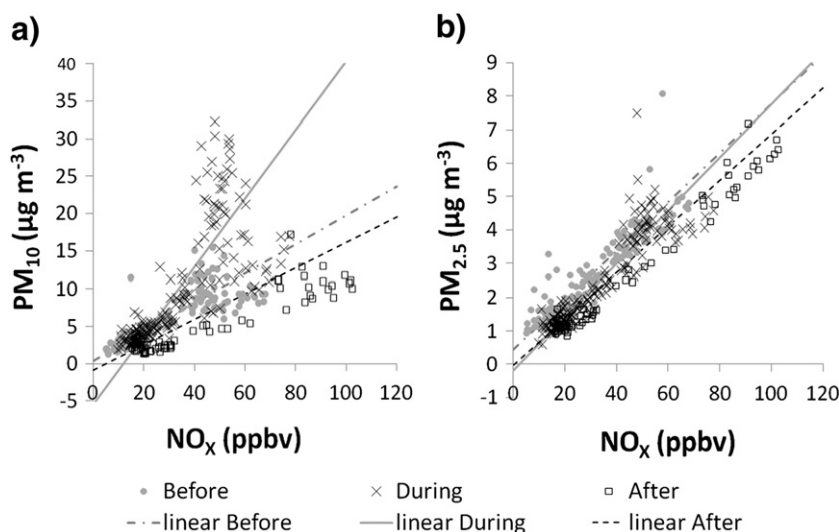 a)
b)
PM10 (µg m-3)
40
35
30
25
20
15
10
5
0
-5
0 20 40 60 80 100 120
NOX (ppbv)
PM2.5 (µg m-3)
9
8
7
6
5
4
3
2
1
0
-1
0 20 40 60 80 100 120
NOX (ppbv)
Before During After
linear Before linear During linear After